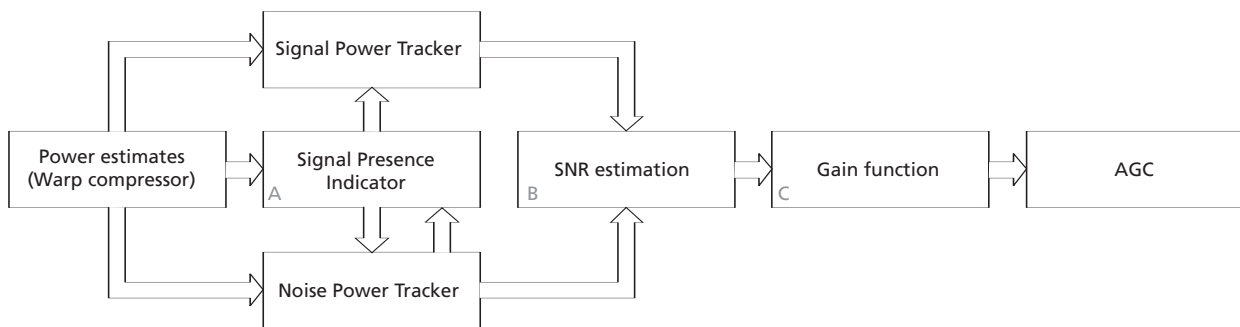 Signal Power Tracker
Power estimates
(Warp compressor)
Signal Presence
Indicator
A
SNR estimation
B
Gain function
C
AGC
Noise Power Tracker